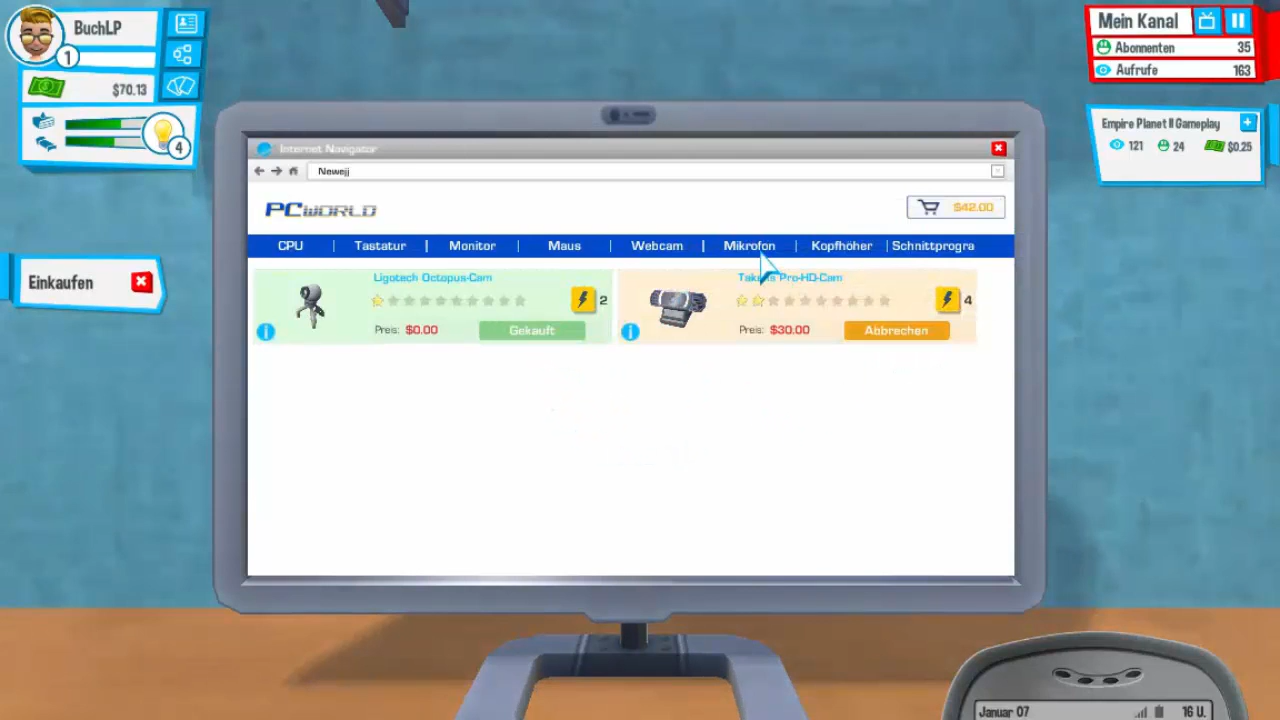 BuchLP
1
$70.13
4
Mein Kanal
Abonnenten 35
Aufrufe 163
Empire Planet II Gameplay
121 24 $0.25
Einkaufen
Internet Navigator
Newejj
PCWORLD
$42.00
CPU | Tastatur | Monitor | Maus | Webcam | Mikrofon | Kopfhöher | Schnittprogra
Ligotech Octopus-Cam
2
Preis: $0.00 Gekauft
Pro-HD-Cam
4
Preis: $30.00 Abbrechen
Januar 07 16 U.